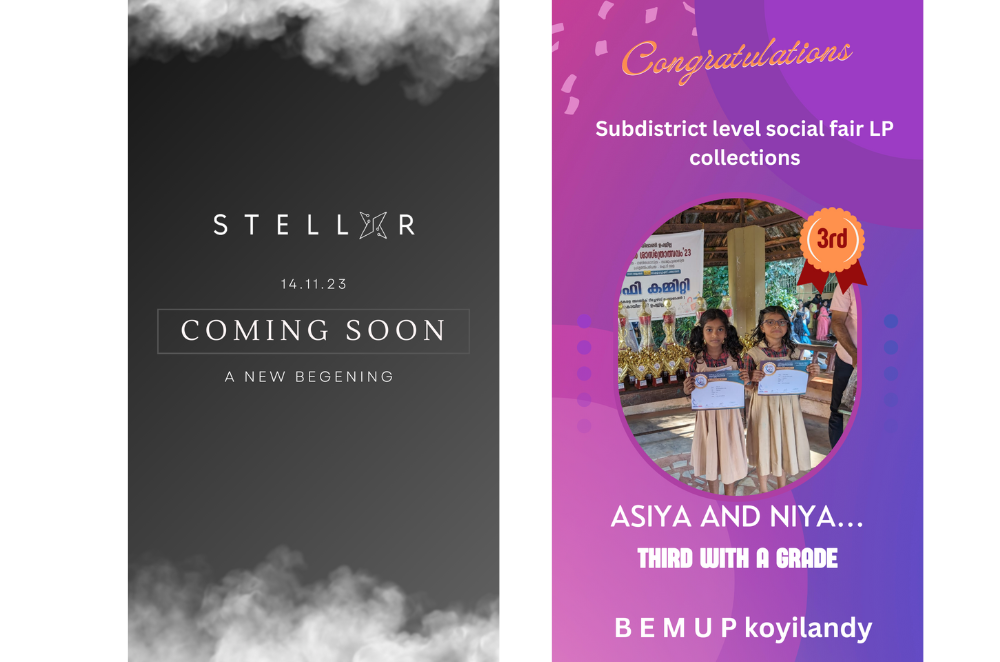 STELLAR
14.11.23
COMING SOON
A NEW BEGENING
Congratulations
Subdistrict level social fair LP
collections
3rd
ശാസ്ത്രോത്സവം'23
കമ്മിറ്റി
ASIYA AND NIYA...
THIRD WITH A GRADE
B E M U P koyilandy